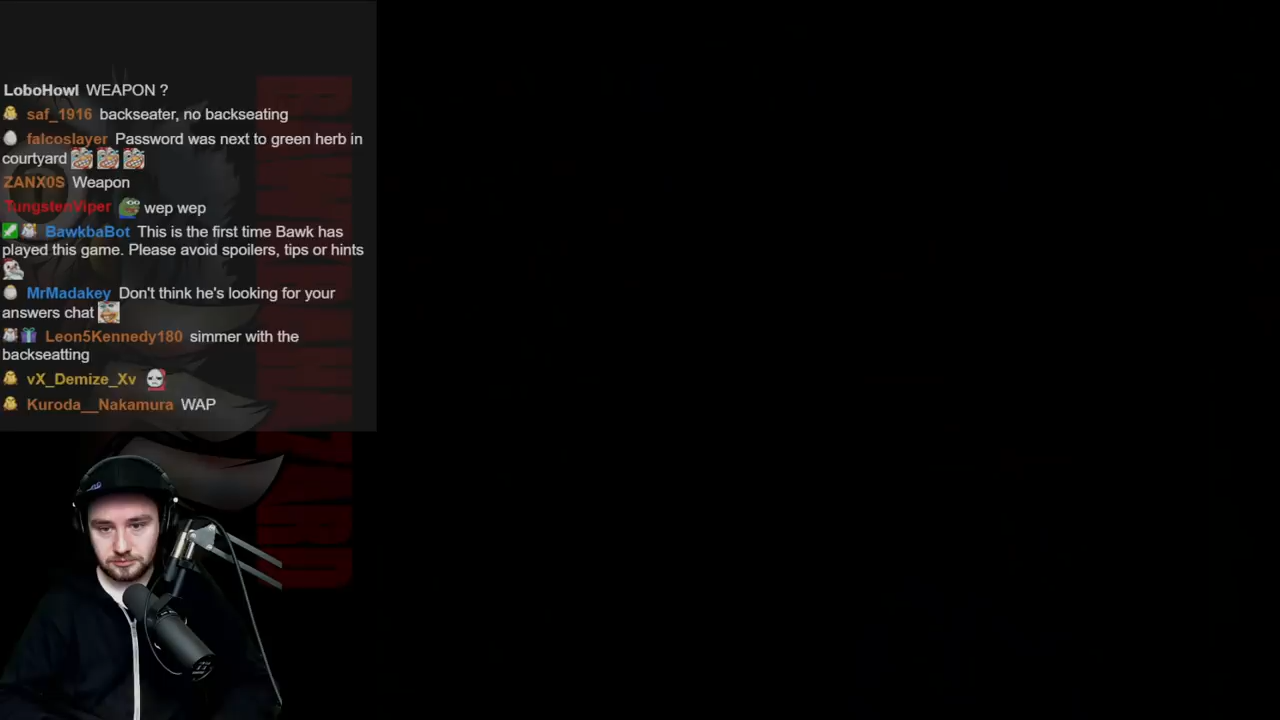 LoboHowl WEAPON ?
saf_1916 backseater, no backseating
falcoslayer Password was next to green herb in
courtyard
ZANX0S Weapon
TungstenViper wep wep
BawkbaBot This is the first time Bawk has
played this game. Please avoid spoilers, tips or hints
MrMadakey Don't think he's looking for your
answers chat
Leon5Kennedy180 simmer with the
backseatting
vX_Demize_Xv
Kuroda__Nakamura WAP